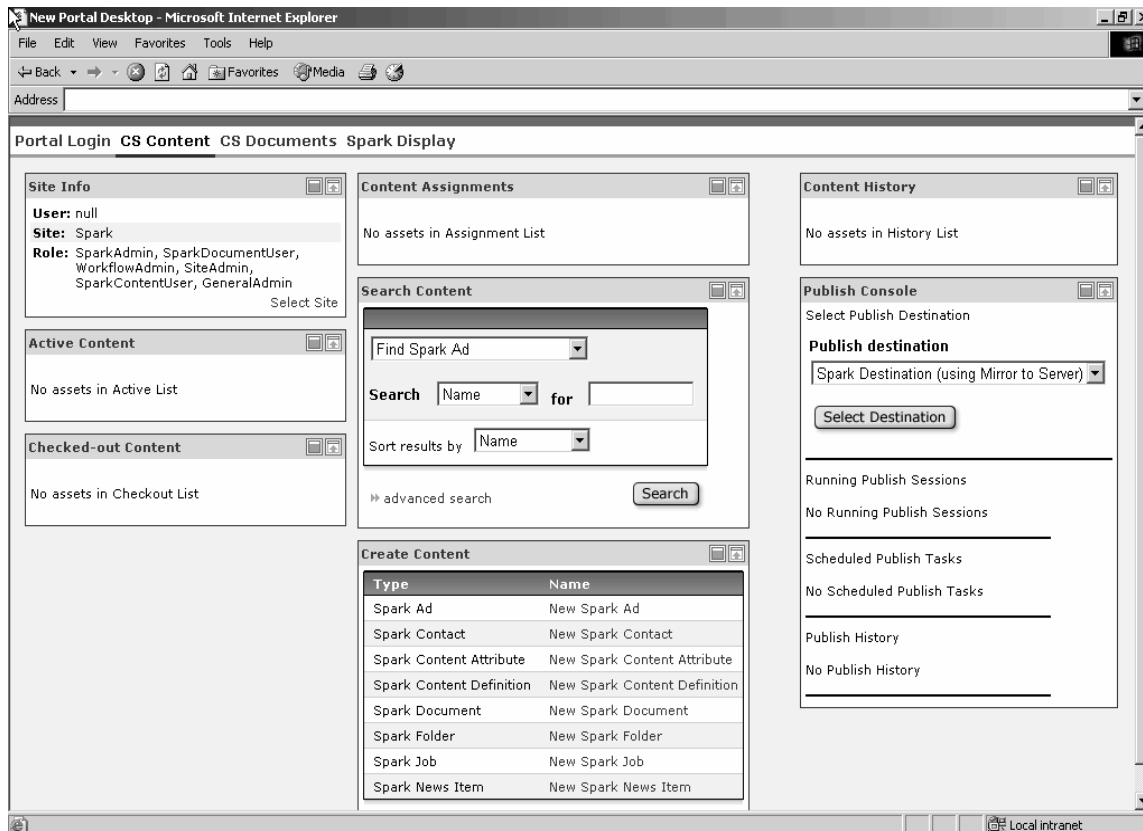 New Portal Desktop - Microsoft Internet Explorer
File Edit View Favorites Tools Help
Back Favorites Media
Address
Portal Login CS Content CS Documents Spark Display
Site Info
User: null
Site: Spark
Role: SparkAdmin, SparkDocumentUser,
WorkflowAdmin, SiteAdmin,
SparkContentUser, GeneralAdmin
Select Site
Active Content
No assets in Active List
Checked-out Content
No assets in Checkout List
Content Assignments
No assets in Assignment List
Search Content
Find Spark Ad
Search Name for
Sort results by Name
advanced search Search
Create Content
Type Name
Spark Ad New Spark Ad
Spark Contact New Spark Contact
Spark Content Attribute New Spark Content Attribute
Spark Content Definition New Spark Content Definition
Spark Document New Spark Document
Spark Folder New Spark Folder
Spark Job New Spark Job
Spark News Item New Spark News Item
Content History
No assets in History List
Publish Console
Select Publish Destination
Publish destination
Spark Destination (using Mirror to Server)
Select Destination
Running Publish Sessions
No Running Publish Sessions
Scheduled Publish Tasks
No Scheduled Publish Tasks
Publish History
No Publish History
Local intranet